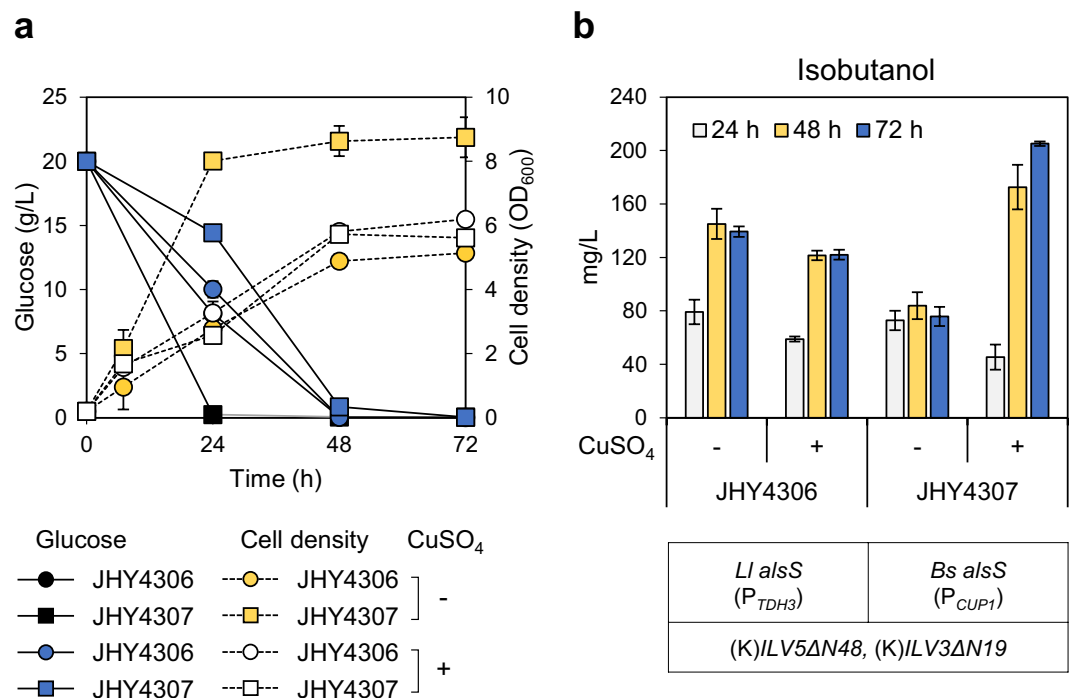 a
b
Isobutanol
25
20
15
10
5
0
Glucose (g/L)
10
8
6
4
2
0
Cell density (OD600)
0 24 48 72
Time (h)
240
200
160
120
80
40
0
mg/L
24 h 48 h 72 h
CuSO4 - + - +
JHY4306 JHY4307
Glucose Cell density CuSO4
JHY4306 JHY4306
JHY4307 JHY4307
-
JHY4306 JHY4306
JHY4307 JHY4307
+
Ll alsS Bs alsS
(PTDH3) (PCUP1)
(K)ILV5ΔN48, (K)ILV3ΔN19